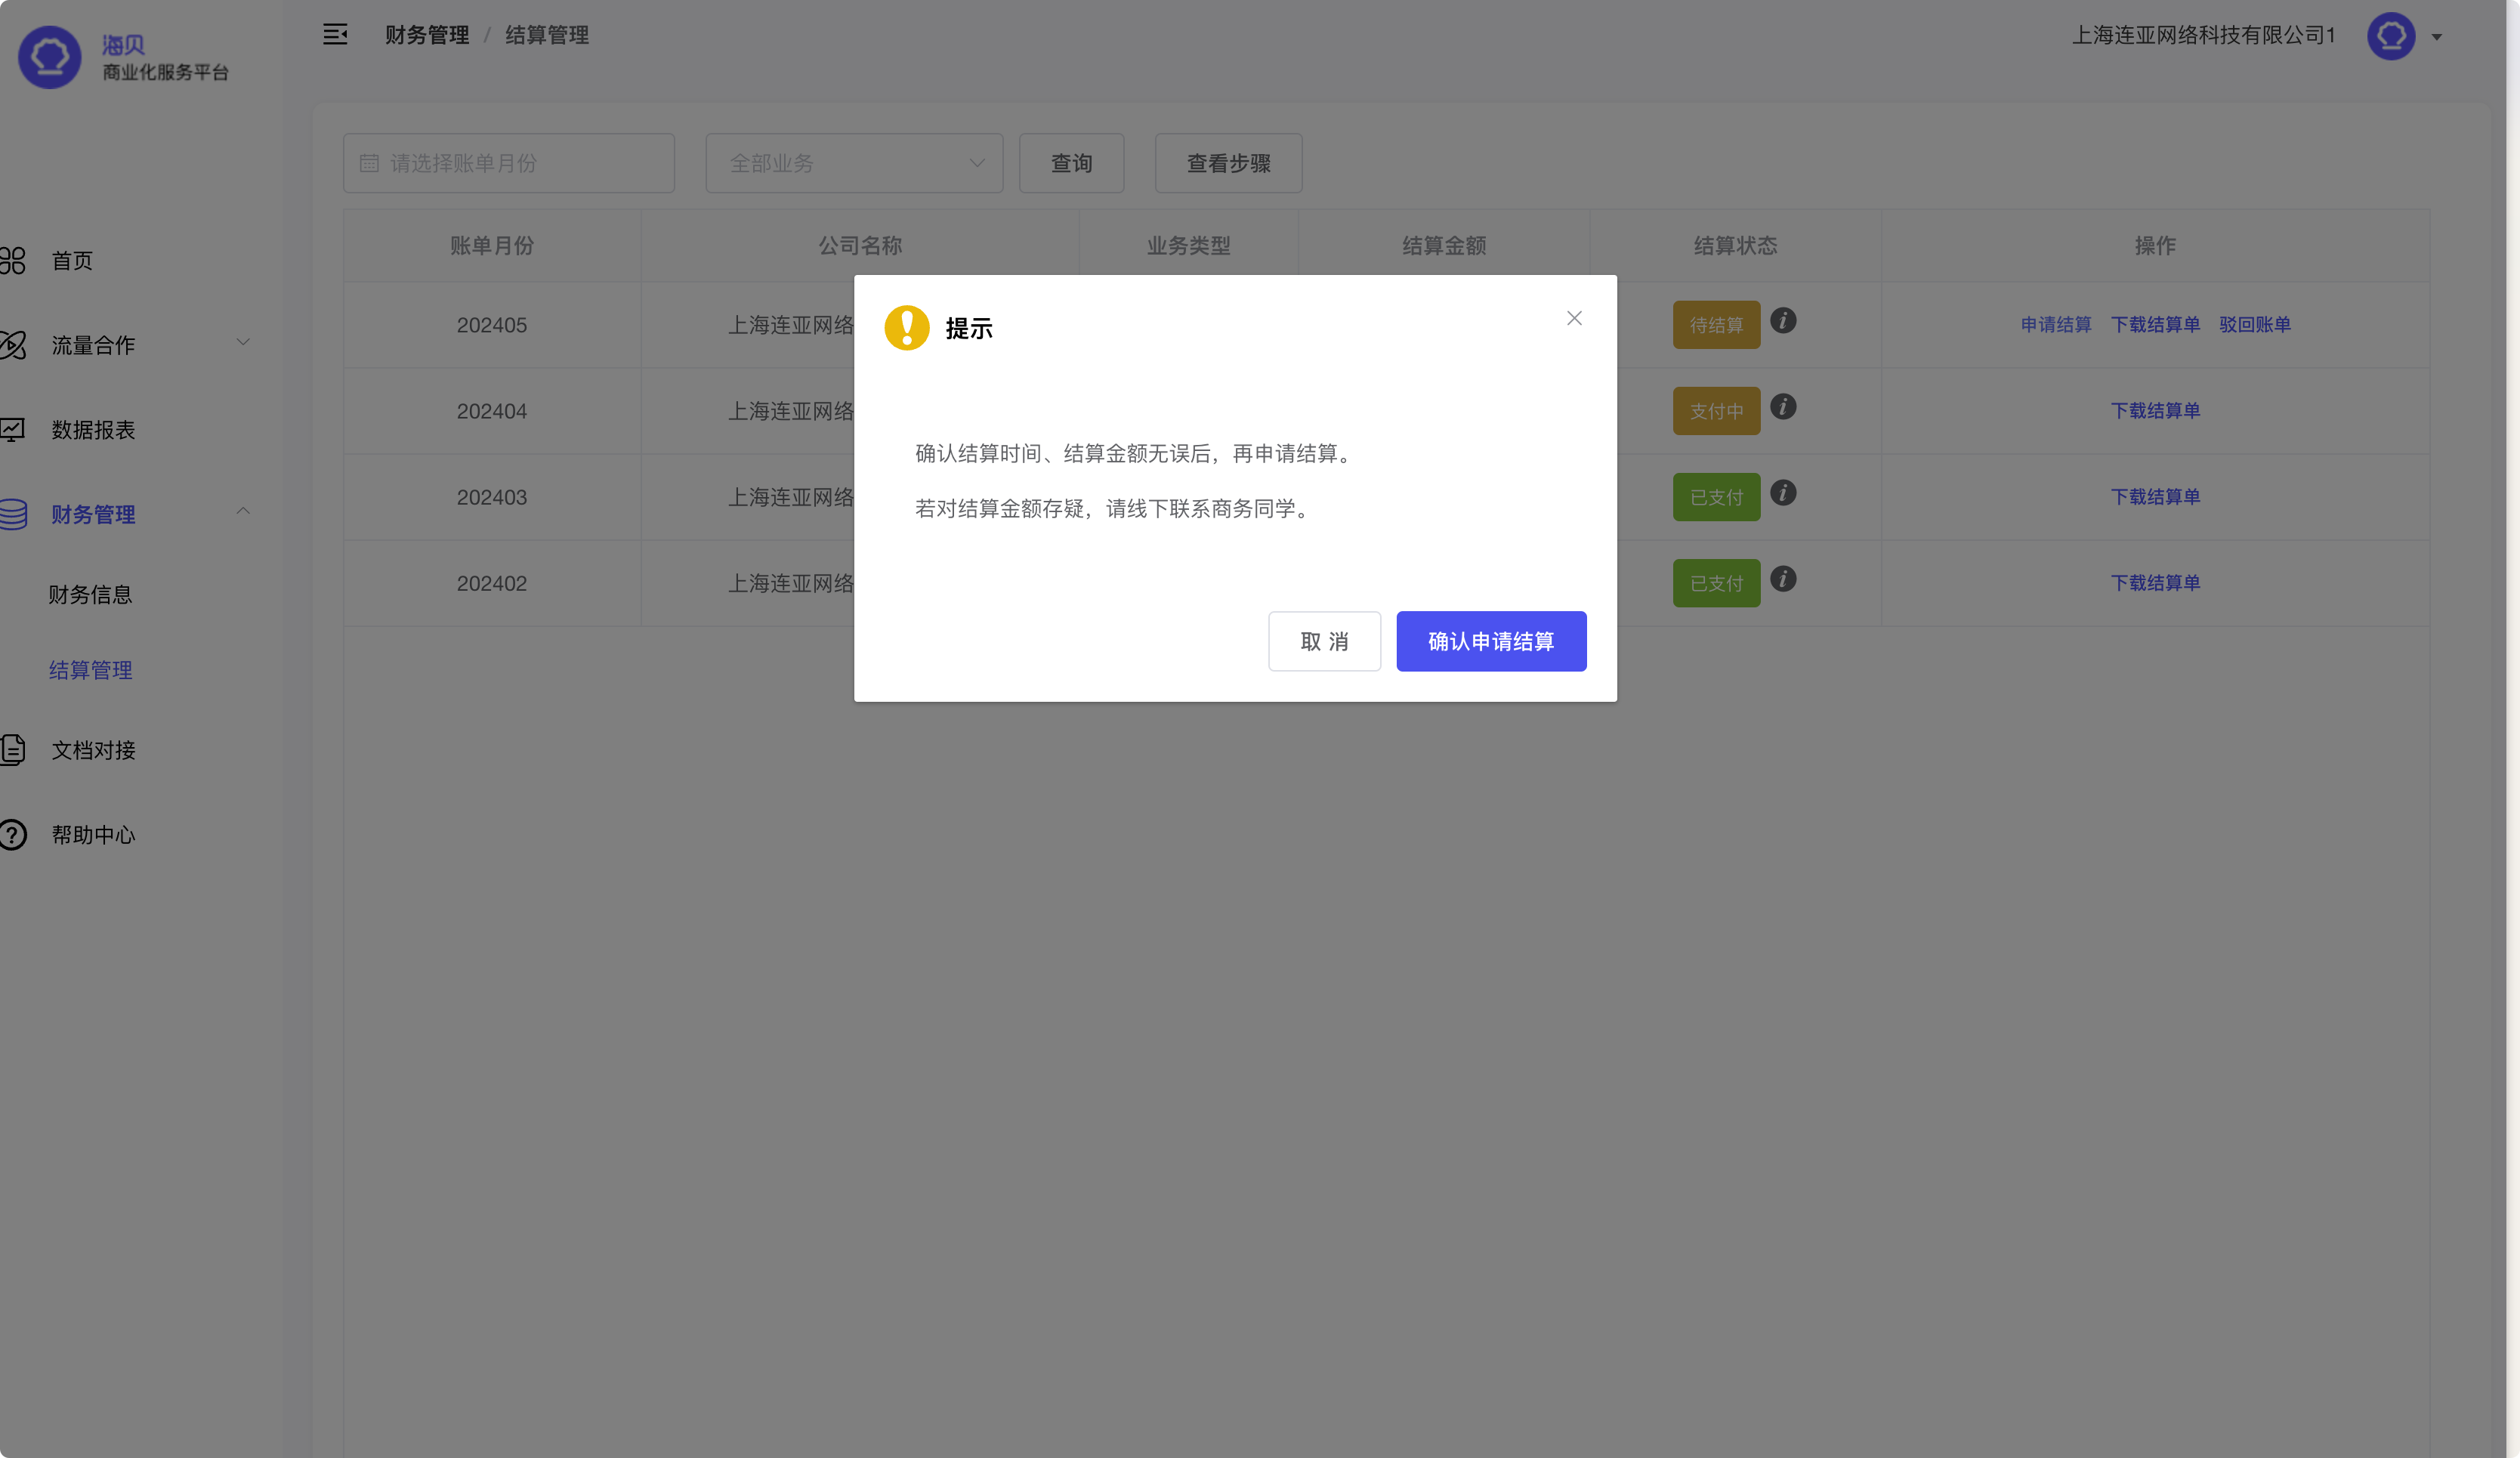 海贝
商业化服务平台
财务管理 / 结算管理
上海连亚网络科技有限公司1
首页
流量合作
数据报表
财务管理
财务信息
结算管理
文档对接
帮助中心
请选择账单月份 全部业务 查询 查看步骤
账单月份 公司名称 业务类型 结算金额 结算状态 操作
202405 上海连亚网络 待结算 申请结算 下载结算单 驳回账单
202404 上海连亚网络 支付中 下载结算单
202403 上海连亚网络 已支付 下载结算单
202402 上海连亚网络 已支付 下载结算单
提示
确认结算时间、结算金额无误后，再申请结算。
若对结算金额存疑，请线下联系商务同学。
取 消 确认申请结算